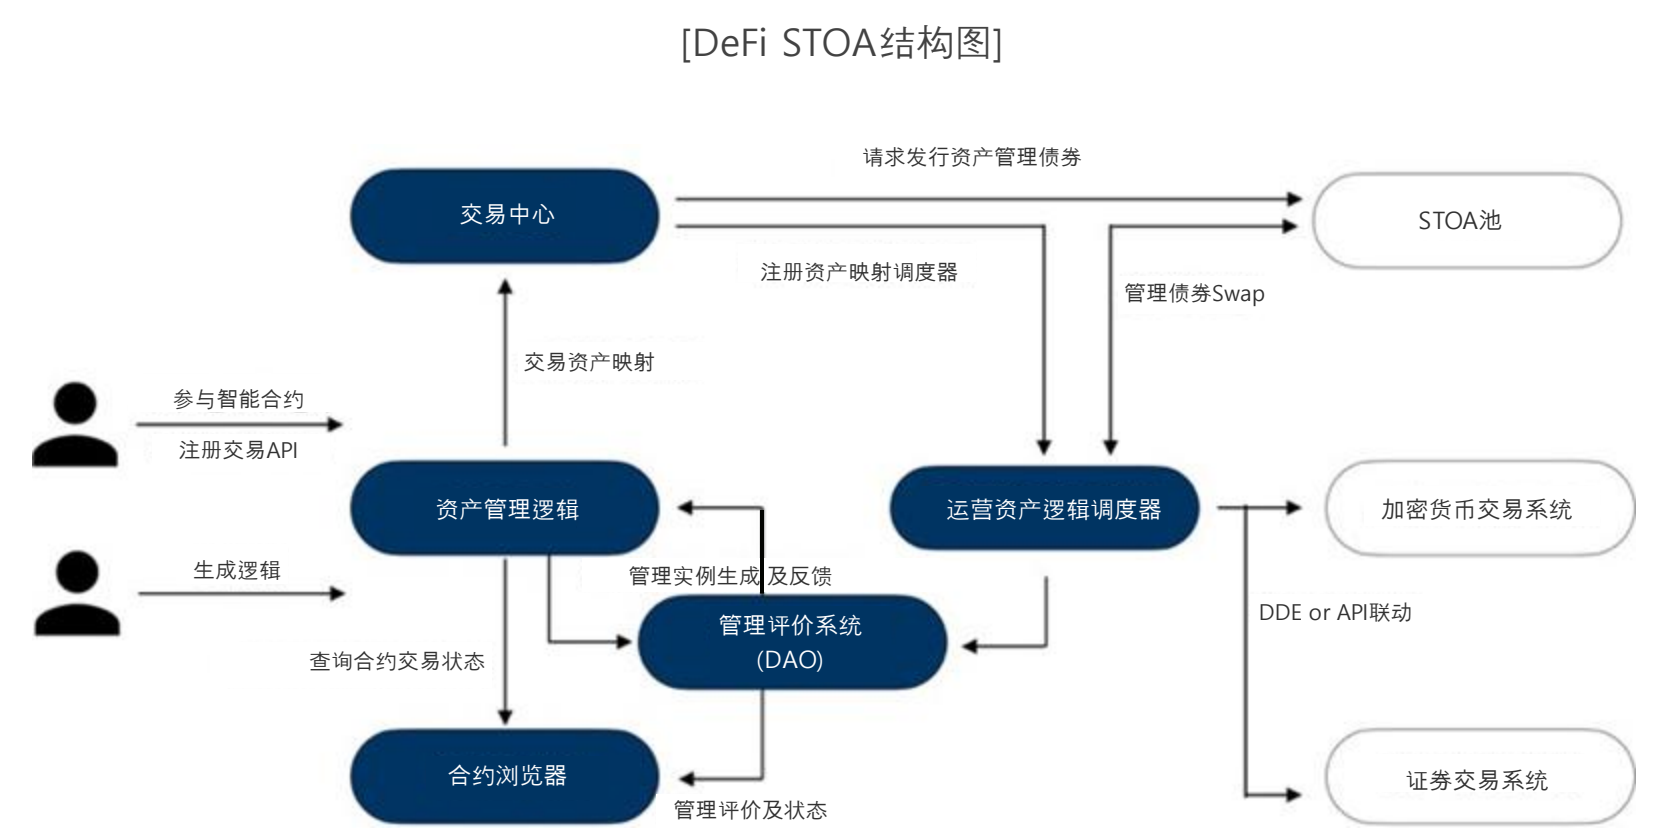 [DeFi STOA结构图]
请求发行资产管理债券
交易中心
STOA池
注册资产映射调度器
管理债券Swap
交易资产映射
参与智能合约
注册交易API
资产管理逻辑
运营资产逻辑调度器
加密货币交易系统
生成逻辑
管理实例生成 及反馈
DDE or API联动
管理评价系统
(DAO)
查询合约交易状态
合约浏览器
证券交易系统
管理评价及状态